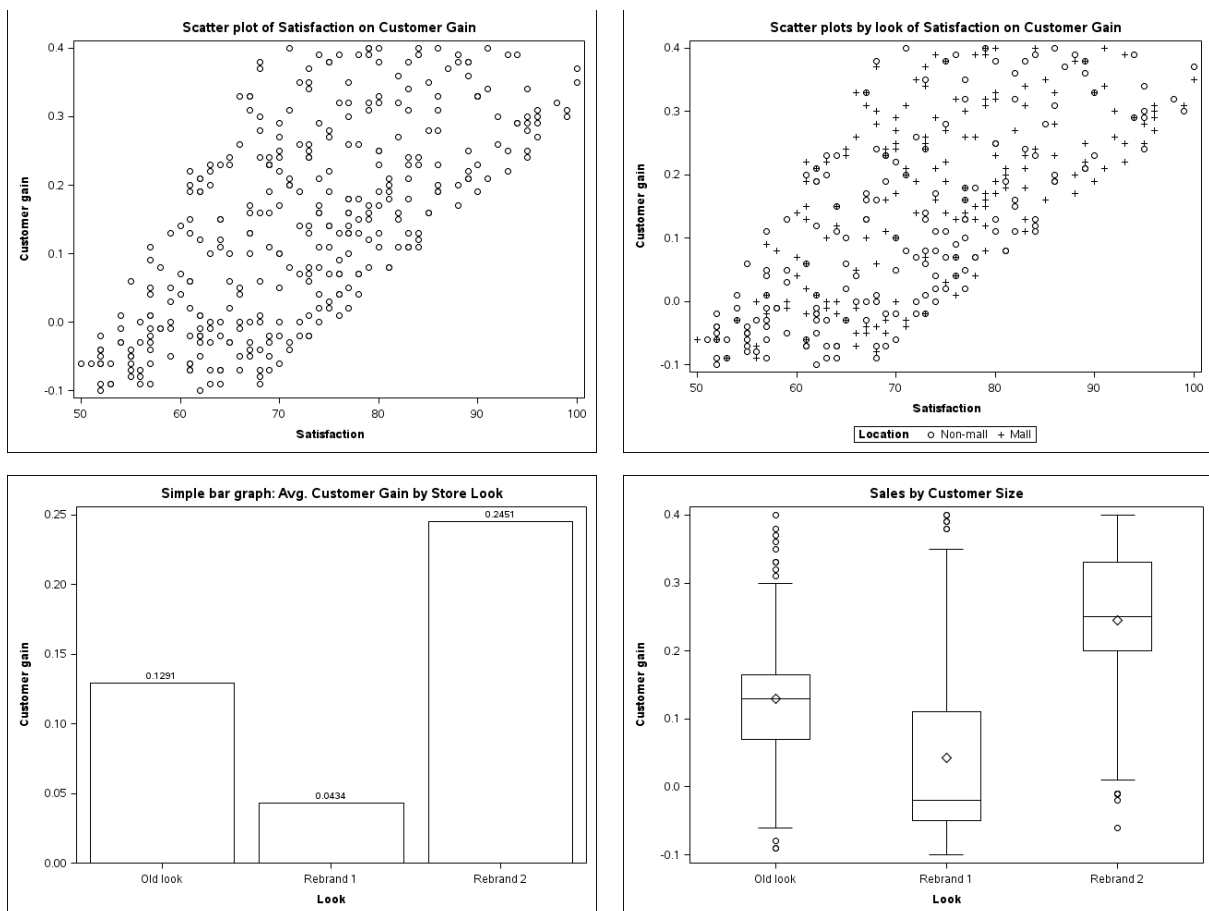 Scatter plot of Satisfaction on Customer Gain
0.4
0.3
0.2
0.1
0.0
-0.1
Customer gain
50 60 70 80 90 100
Satisfaction
Scatter plots by look of Satisfaction on Customer Gain
0.4
0.3
0.2
0.1
0.0
-0.1
Customer gain
50 60 70 80 90 100
Satisfaction
Location Non-mall Mall
Simple bar graph: Avg. Customer Gain by Store Look
0.25
0.20
0.15
0.10
0.05
0.00
Customer gain
0.1291
0.0434
0.2451
Old look Rebrand 1 Rebrand 2
Look
Sales by Customer Size
0.4
0.3
0.2
0.1
0.0
-0.1
Customer gain
Old look Rebrand 1 Rebrand 2
Look